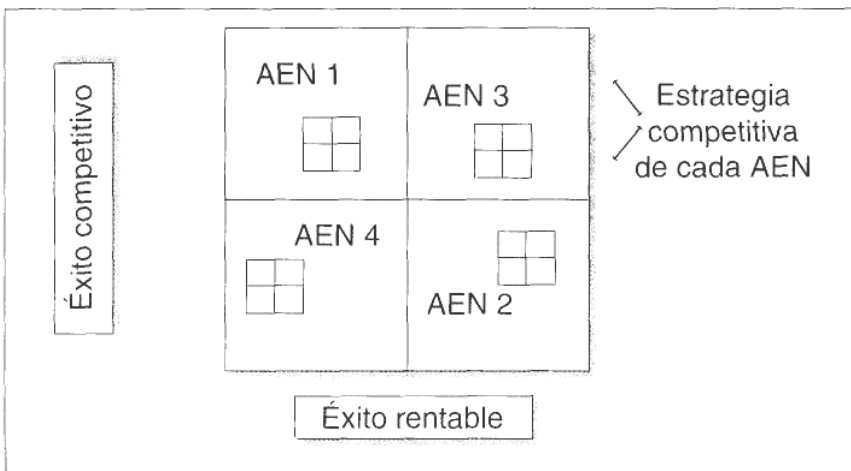 Éxito competitivo
AEN 1
AEN 3
AEN 4
AEN 2
Estrategia
competitiva
de cada AEN
Éxito rentable